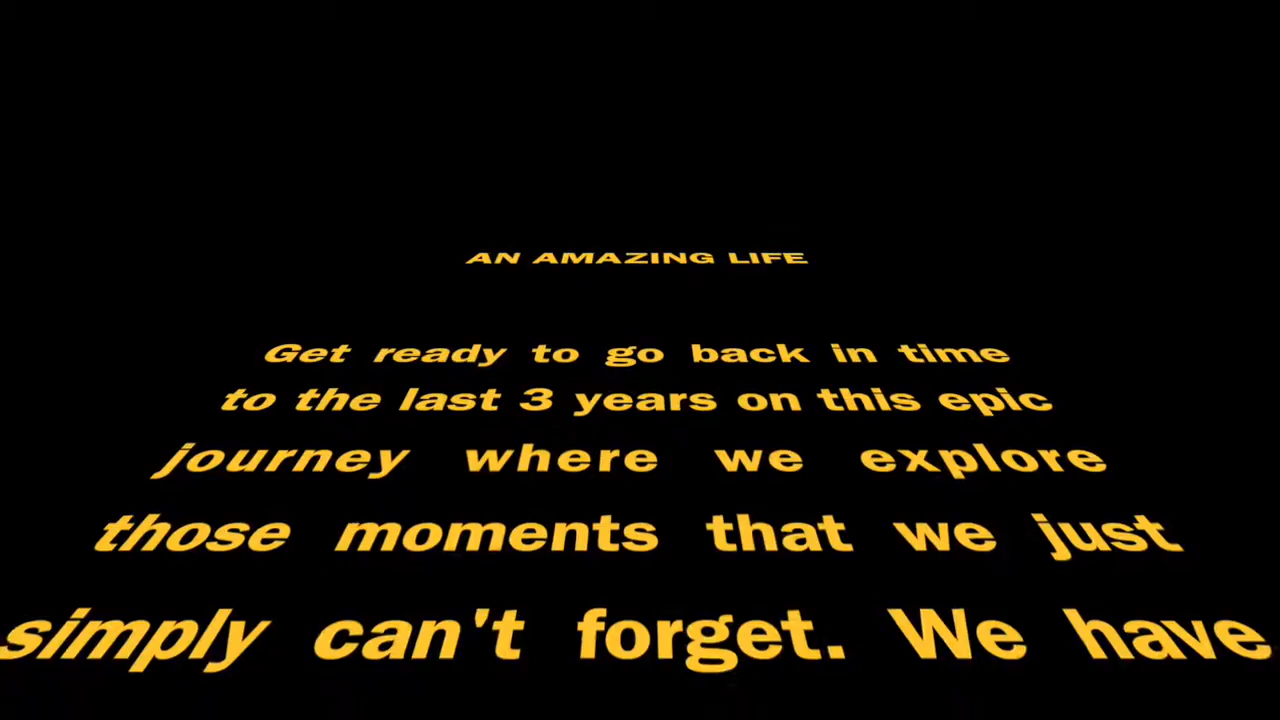 AN AMAZING LIFE
Get ready to go back in time
to the last 3 years on this epic
journey where we explore
those moments that we just
simply can't forget. We have